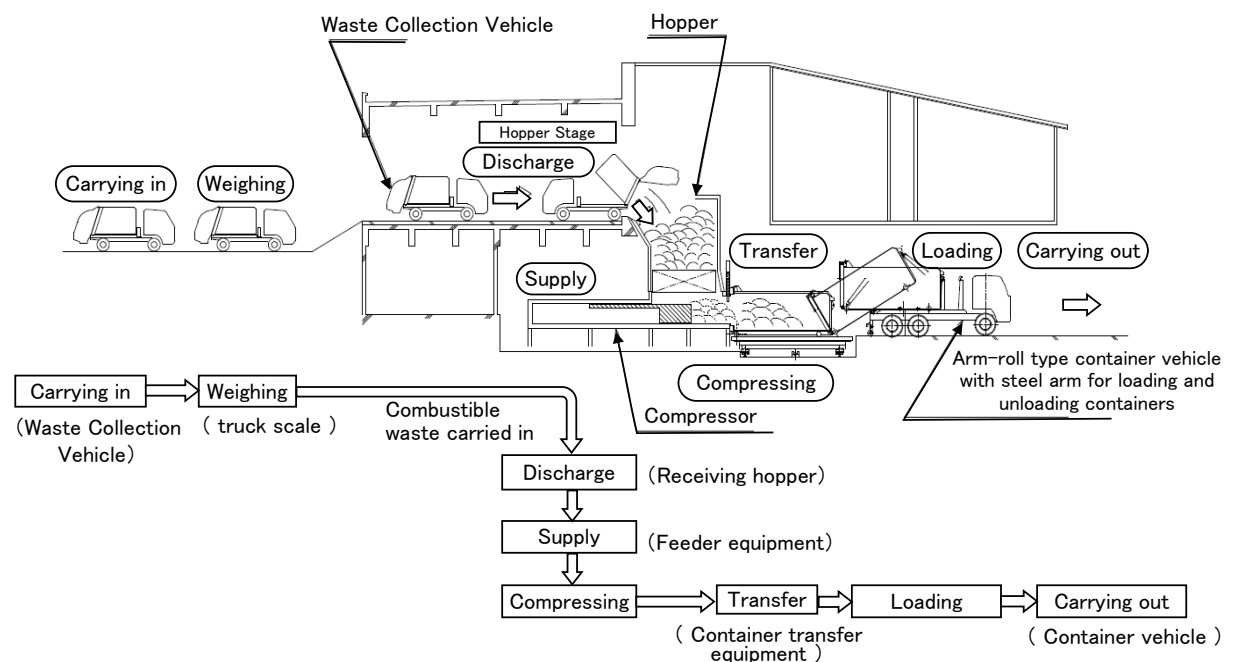 Waste Collection Vehicle
Hopper
Hopper Stage
Discharge
Carrying in
Weighing
Supply
Transfer
Loading
Carrying out
Compressing
Compressor
Arm-roll type container vehicle
with steel arm for loading and
unloading containers
Carrying in
(Waste Collection
Vehicle)
Weighing
( truck scale )
Combustible
waste carried in
Discharge
(Receiving hopper)
Supply
(Feeder equipment)
Compressing
Transfer
( Container transfer
equipment )
Loading
Carrying out
( Container vehicle )